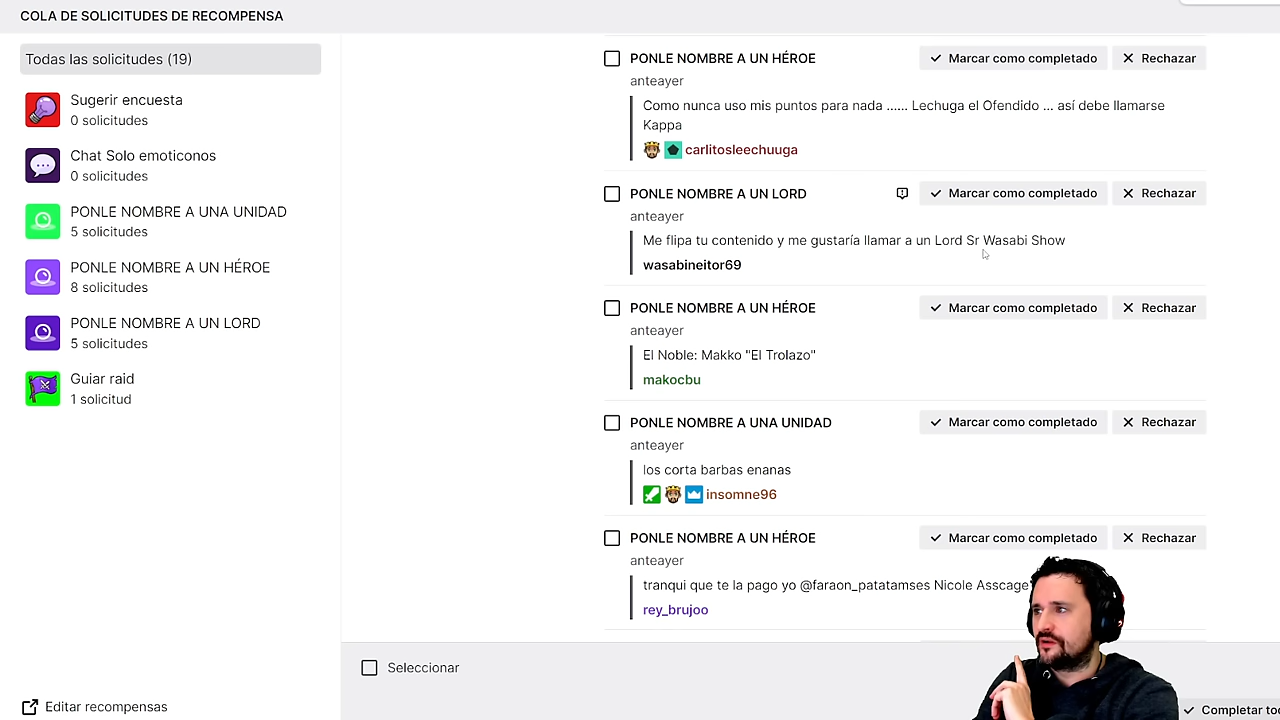 COLA DE SOLICITUDES DE RECOMPENSA
Todas las solicitudes (19)
Sugerir encuesta
0 solicitudes
Chat Solo emoticonos
0 solicitudes
PONLE NOMBRE A UNA UNIDAD
5 solicitudes
PONLE NOMBRE A UN HÉROE
8 solicitudes
PONLE NOMBRE A UN LORD
5 solicitudes
Guiar raid
1 solicitud
Editar recompensas
PONLE NOMBRE A UN HÉROE
Marcar como completado
Rechazar
anteayer
Como nunca uso mis puntos para nada ...... Lechuga el Ofendido ... así debe llamarse
Kappa
carlitosleechuuga
PONLE NOMBRE A UN LORD
Marcar como completado
Rechazar
anteayer
Me flipa tu contenido y me gustaría llamar a un Lord Sr Wasabi Show
wasabineitor69
PONLE NOMBRE A UN HÉROE
Marcar como completado
Rechazar
anteayer
El Noble: Makko "El Trolazo"
makocbu
PONLE NOMBRE A UNA UNIDAD
Marcar como completado
Rechazar
anteayer
los corta barbas enanas
insomne96
PONLE NOMBRE A UN HÉROE
Marcar como completado
Rechazar
anteayer
tranqui que te la pago yo @faraon_patatamses Nicole Asscage
rey_brujoo
Seleccionar
Completar